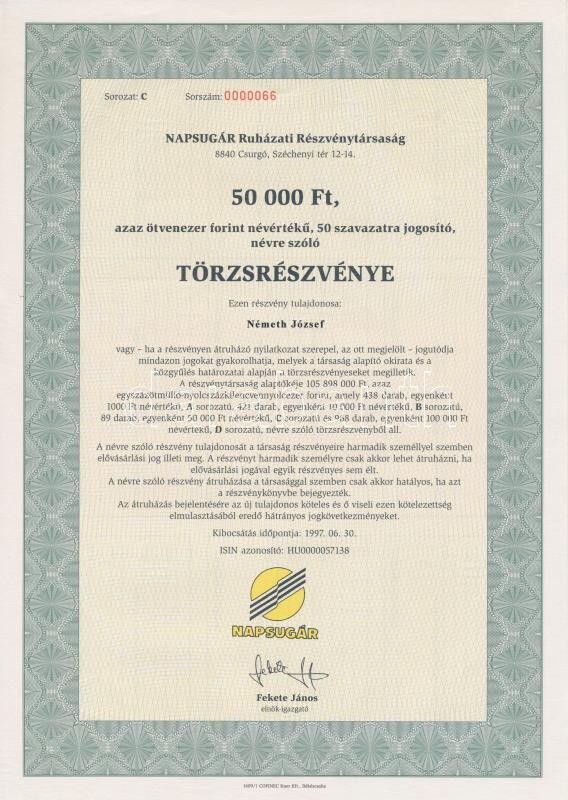 Sorozat: C Sorszám: 0000066
NAPSUGÁR Ruházati Részvénytársaság
8840 Csurgó, Széchenyi tér 12-14.
50 000 Ft,
azaz ötvenezer forint névértékű, 50 szavazatra jogosító,
névre szóló
TÖRZSRÉSZVÉNYE
Ezen részvény tulajdonosa:
Németh József
vagy – ha a részvényen átruházó nyilatkozat szerepel, az ott megjelölt – jogutódja
mindazon jogokat gyakorolhatja, melyek a társaság alapító okirata és a
közgyűlés határozatai alapján a törzsrészvényeseket megilletik.
A részvénytársaság alaptőkéje 105 898 000 Ft, azaz
egyszázötmillió-nyolcszázkilencvennyolcezer forint, amely 438 darab, egyenként
1000 Ft névértékű, A sorozatú, 421 darab, egyenként 10 000 Ft névértékű, B sorozatú,
89 darab, egyenként 50 000 Ft névértékű, C sorozatú és 968 darab, egyenként 100 000 Ft
névértékű, D sorozatú, névre szóló törzsrészvényből áll.
A névre szóló részvény tulajdonosát a társaság részvényeire harmadik személlyel szemben
elővásárlási jog illeti meg. A részvényt harmadik személyre csak akkor lehet átruházni, ha
elővásárlási jogával egyik részvényes sem élt.
A névre szóló részvény átruházása a társasággal szemben csak akkor hatályos, ha azt
a részvénykönyvbe bejegyezték.
Az átruházás bejelentésére az új tulajdonos köteles és ő viseli ezen kötelezettség
elmulasztásából eredő hátrányos jogkövetkezményeket.
Kibocsátás időpontja: 1997. 06. 30.
ISIN azonosító: HU0000057138
NAPSUGÁR
Fekete János
elnök-igazgató